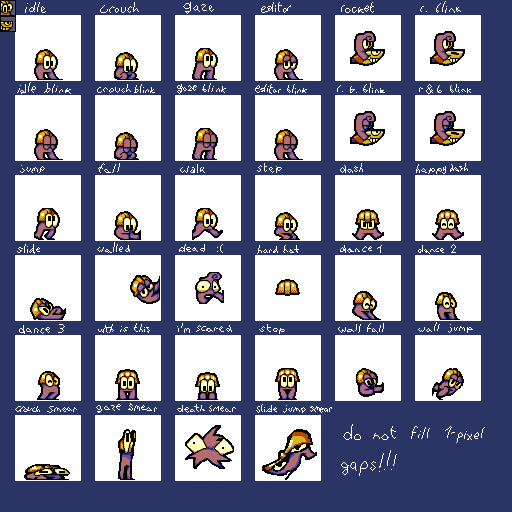 idle crouch gaze editor rocket r. blink
idle blink crouch blink gaze blink editor blink r. G. blink r & G blink
jump fall walk step dash happy dash
slide walled dead :( hard hat dance 1 dance 2
dance 3 wth is this i'm scared stop wall fall wall jump
crouch smear gaze smear death smear slide jump smear
do not fill 1-pixel
gaps!!!